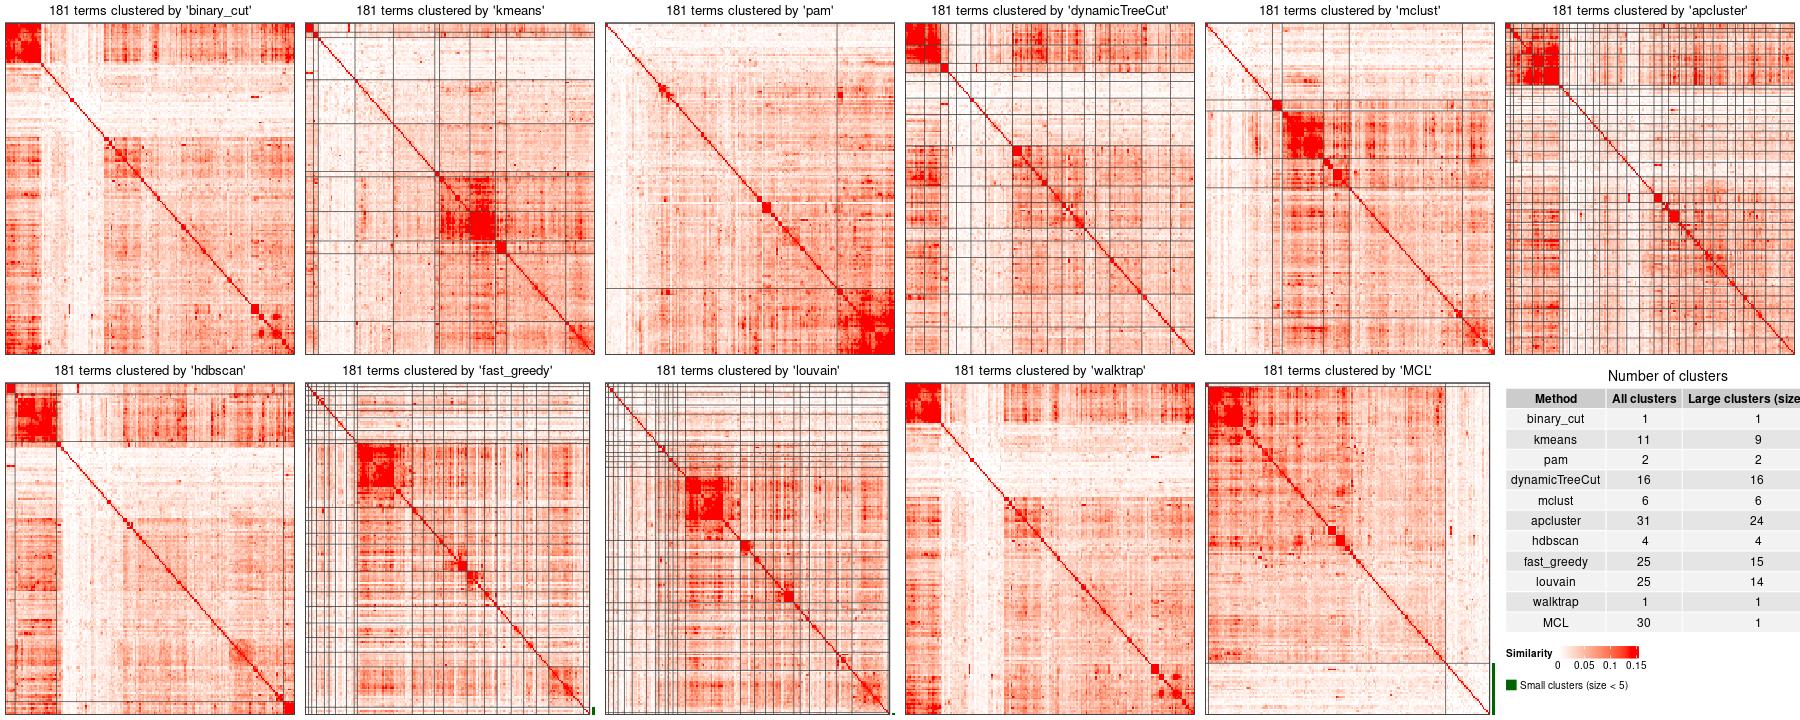 181 terms clustered by 'binary_cut'
181 terms clustered by 'kmeans'
181 terms clustered by 'pam'
181 terms clustered by 'dynamicTreeCut'
181 terms clustered by 'mclust'
181 terms clustered by 'apcluster'
181 terms clustered by 'hdbscan'
181 terms clustered by 'fast_greedy'
181 terms clustered by 'louvain'
181 terms clustered by 'walktrap'
181 terms clustered by 'MCL'
Number of clusters
Method All clusters Large clusters (size
binary_cut 1 1
kmeans 11 9
pam 2 2
dynamicTreeCut 16 16
mclust 6 6
apcluster 31 24
hdbscan 4 4
fast_greedy 25 15
louvain 25 14
walktrap 1 1
MCL 30 1
Similarity
0 0.05 0.1 0.15
Small clusters (size < 5)